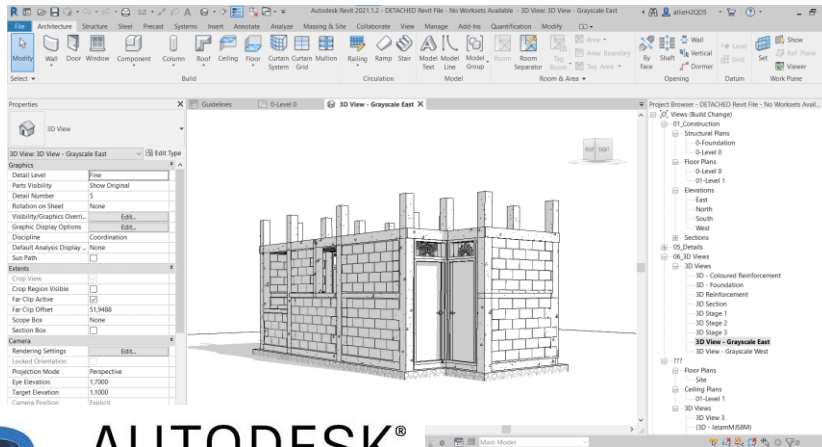 Autodesk Revit 2021.1.2 - DETACHED Revit File - No Worksets Available - 3D View: 3D View - Grayscale East
allieH2QD5
File Architecture Structure Steel Precast Systems Insert Annotate Analyze Massing & Site Collaborate View Manage Add-Ins Quantification Modify
Modify Wall Door Window Component Column Roof Ceiling Floor Curtain System Curtain Grid Mullion Railing Ramp Stair Model Text Model Line Model Group Room Room Separator Tag Room Area Area Boundary Tag Area By Face Shaft Wall Vertical Dormer Level Grid Set Show Ref Plane Viewer
Select Build Circulation Model Room & Area Opening Datum Work Plane
Properties X
Guidelines 0-Level 0 3D View - Grayscale East X
Project Browser - DETACHED Revit File - No Worksets Avail...
3D View
3D View: 3D View - Grayscale East Edit Type
Graphics
Detail Level Fine
Parts Visibility Show Original
Detail Number 5
Rotation on Sheet None
Visibility/Graphics Overri... Edit...
Graphic Display Options Edit...
Discipline Coordination
Default Analysis Display ... None
Sun Path
Extents
Crop View
Crop Region Visible
Far Clip Active
Far Clip Offset 51,9488
Scope Box None
Section Box
Camera
Rendering Settings Edit...
Locked Orientation
Projection Mode Perspective
Eye Elevation 1,7000
Target Elevation 1,1000
Camera Position Explicit
Views (Build Change)
01_Construction
Structural Plans
0-Foundation
0-Level 0
Floor Plans
0-Level 0
01-Level 1
Elevations
East
North
South
West
Sections
05_Details
06_3D Views
3D Views
3D - Coloured Reinforcement
3D - Foundation
3D Reinforcement
3D Section
3D Stage 1
3D Stage 2
3D Stage 3
3D View - Grayscale East
3D View - Grayscale West
???
Floor Plans
Site
Ceiling Plans
01-Level 1
3D Views
3D View 3
{3D - latamMJS8M}
AUTODESK®
Main Model